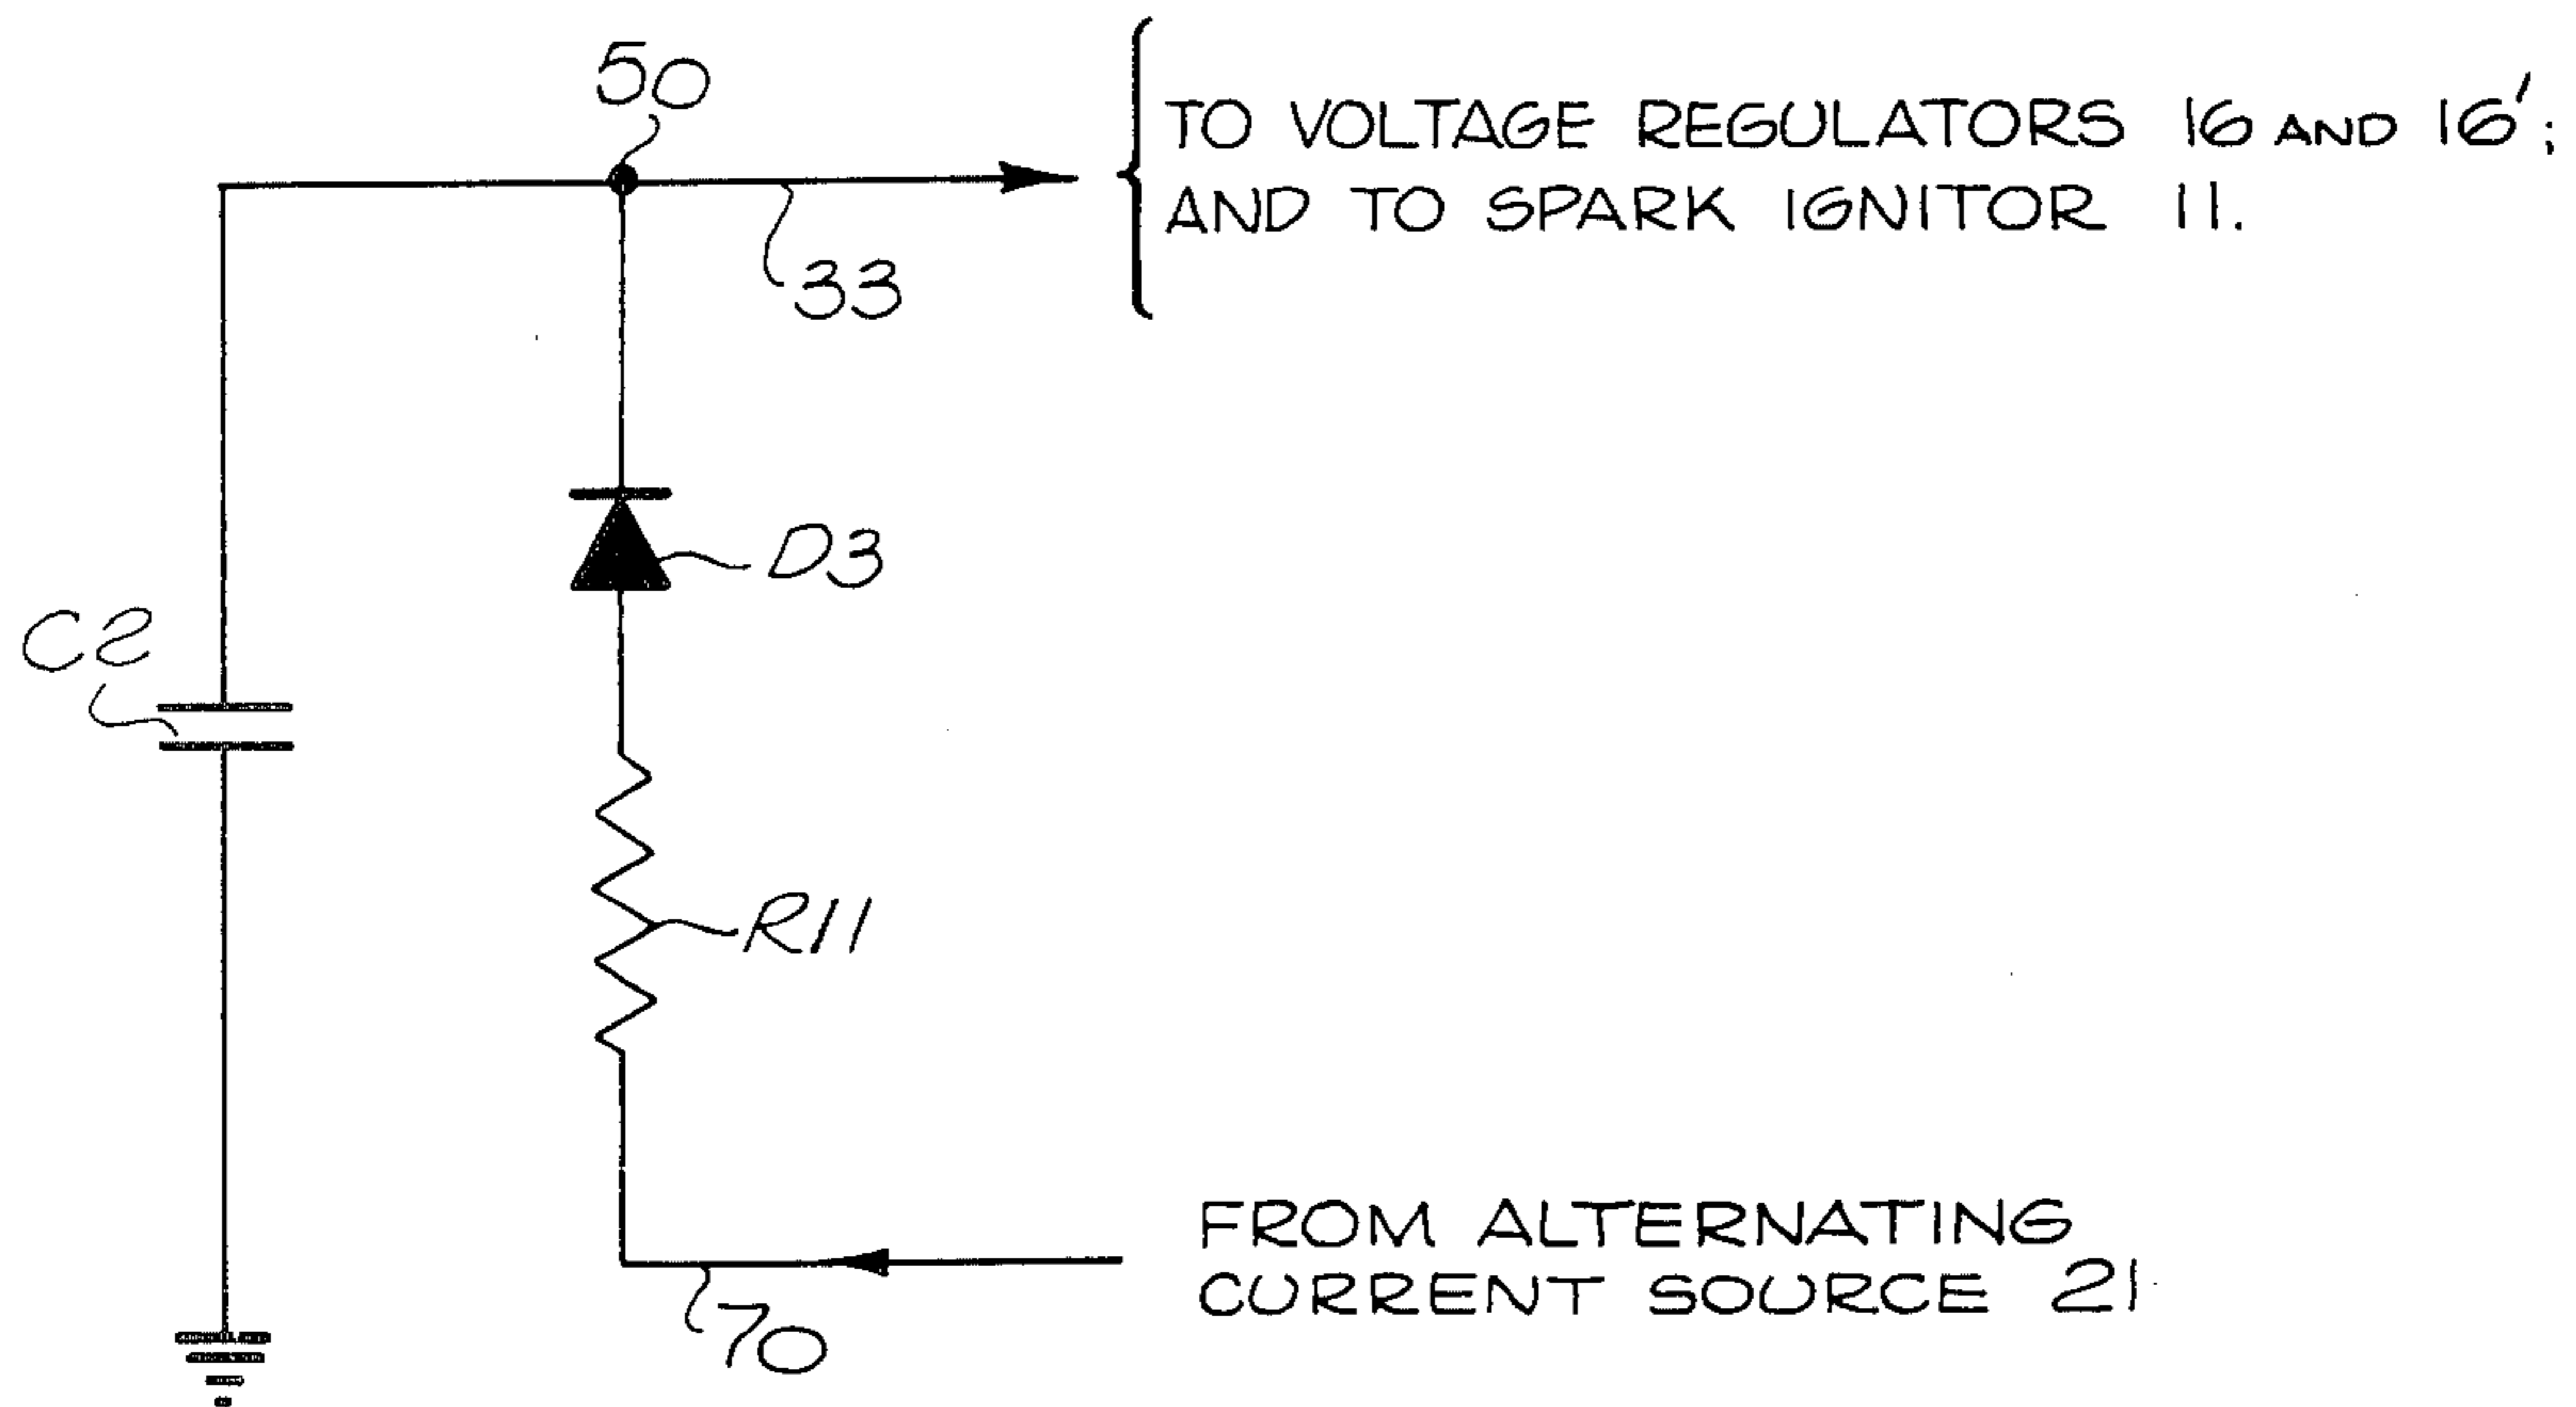 50
TO VOLTAGE REGULATORS 16 AND 16';
AND TO SPARK IGNITOR 11.
33
D3
C2
R11
FROM ALTERNATING
CURRENT SOURCE 21
70